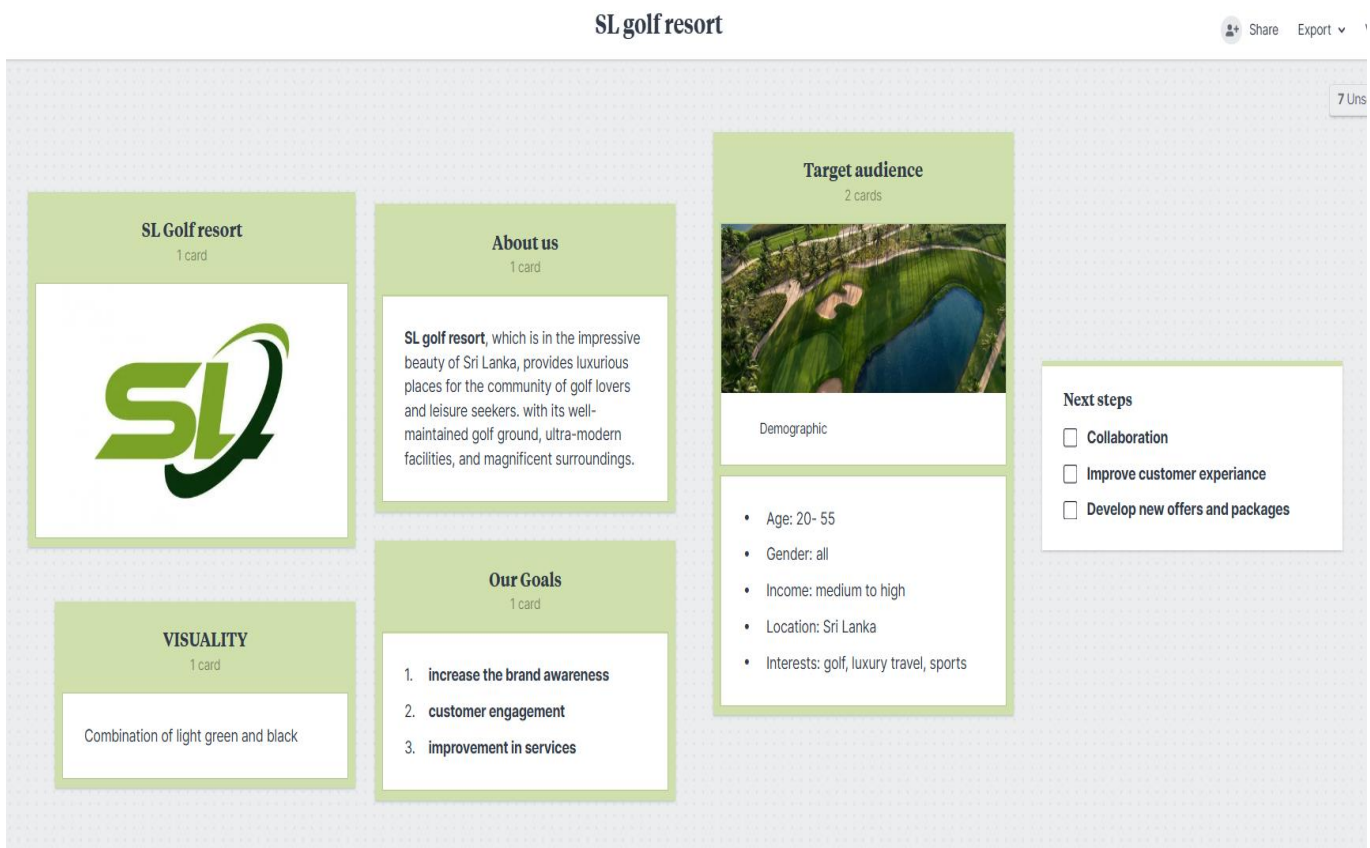 SL golf resort
Share Export
7 Uns
SL Golf resort
1 card
SL
VISUALITY
1 card
Combination of light green and black
About us
1 card
SL golf resort, which is in the impressive
beauty of Sri Lanka, provides luxurious
places for the community of golf lovers
and leisure seekers. with its well-
maintained golf ground, ultra-modern
facilities, and magnificent surroundings.
Our Goals
1 card
1. increase the brand awareness
2. customer engagement
3. improvement in services
Target audience
2 cards
Demographic
• Age: 20- 55
• Gender: all
• Income: medium to high
• Location: Sri Lanka
• Interests: golf, luxury travel, sports
Next steps
Collaboration
Improve customer experiance
Develop new offers and packages